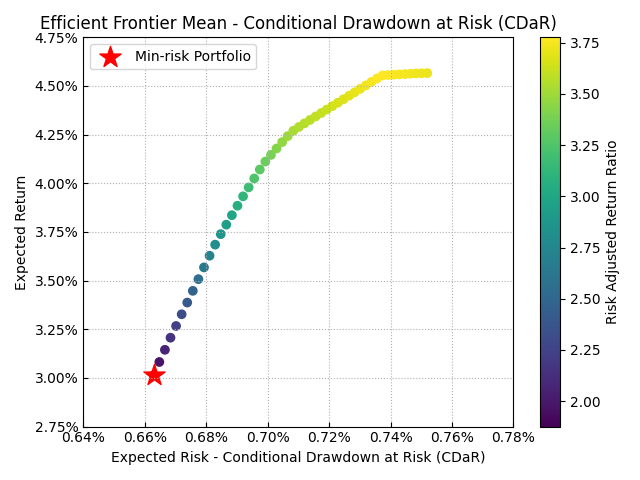 Efficient Frontier Mean - Conditional Drawdown at Risk (CDaR)
Min-risk Portfolio
4.75%
4.50%
4.25%
4.00%
3.75%
3.50%
3.25%
3.00%
2.75%
Expected Return
0.64% 0.66% 0.68% 0.70% 0.72% 0.74% 0.76% 0.78%
Expected Risk - Conditional Drawdown at Risk (CDaR)
3.75
3.50
3.25
3.00
2.75
2.50
2.25
2.00
Risk Adjusted Return Ratio